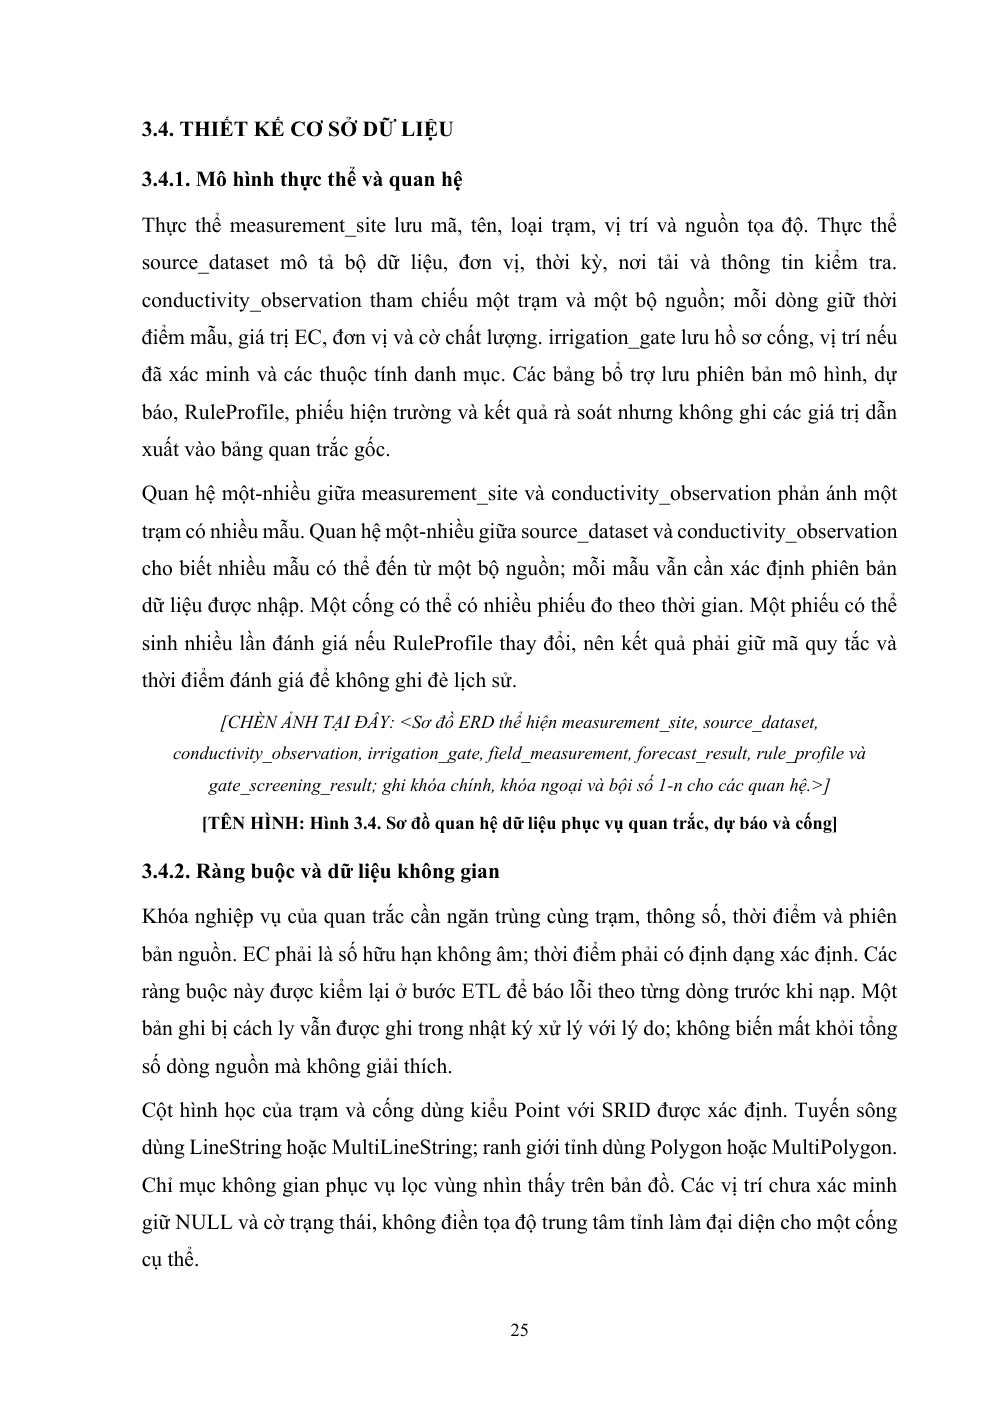 3.4. THIẾT KẾ CƠ SỞ DỮ LIỆU
3.4.1. Mô hình thực thể và quan hệ
Thực thể measurement_site lưu mã, tên, loại trạm, vị trí và nguồn tọa độ. Thực thể
source_dataset mô tả bộ dữ liệu, đơn vị, thời kỳ, nơi tải và thông tin kiểm tra.
conductivity_observation tham chiếu một trạm và một bộ nguồn; mỗi dòng giữ thời
điểm mẫu, giá trị EC, đơn vị và cờ chất lượng. irrigation_gate lưu hồ sơ cống, vị trí nếu
đã xác minh và các thuộc tính danh mục. Các bảng bổ trợ lưu phiên bản mô hình, dự
báo, RuleProfile, phiếu hiện trường và kết quả rà soát nhưng không ghi các giá trị dẫn
xuất vào bảng quan trắc gốc.
Quan hệ một-nhiều giữa measurement_site và conductivity_observation phản ánh một
trạm có nhiều mẫu. Quan hệ một-nhiều giữa source_dataset và conductivity_observation
cho biết nhiều mẫu có thể đến từ một bộ nguồn; mỗi mẫu vẫn cần xác định phiên bản
dữ liệu được nhập. Một cống có thể có nhiều phiếu đo theo thời gian. Một phiếu có thể
sinh nhiều lần đánh giá nếu RuleProfile thay đổi, nên kết quả phải giữ mã quy tắc và
thời điểm đánh giá để không ghi đè lịch sử.
[CHÈN ẢNH TẠI ĐÂY: <Sơ đồ ERD thể hiện measurement_site, source_dataset,
conductivity_observation, irrigation_gate, field_measurement, forecast_result, rule_profile và
gate_screening_result; ghi khóa chính, khóa ngoại và bội số 1-n cho các quan hệ.>]
[TÊN HÌNH: Hình 3.4. Sơ đồ quan hệ dữ liệu phục vụ quan trắc, dự báo và cống]
3.4.2. Ràng buộc và dữ liệu không gian
Khóa nghiệp vụ của quan trắc cần ngăn trùng cùng trạm, thông số, thời điểm và phiên
bản nguồn. EC phải là số hữu hạn không âm; thời điểm phải có định dạng xác định. Các
ràng buộc này được kiểm lại ở bước ETL để báo lỗi theo từng dòng trước khi nạp. Một
bản ghi bị cách ly vẫn được ghi trong nhật ký xử lý với lý do; không biến mất khỏi tổng
số dòng nguồn mà không giải thích.
Cột hình học của trạm và cống dùng kiểu Point với SRID được xác định. Tuyến sông
dùng LineString hoặc MultiLineString; ranh giới tỉnh dùng Polygon hoặc MultiPolygon.
Chỉ mục không gian phục vụ lọc vùng nhìn thấy trên bản đồ. Các vị trí chưa xác minh
giữ NULL và cờ trạng thái, không điền tọa độ trung tâm tỉnh làm đại diện cho một cống
cụ thể.
25